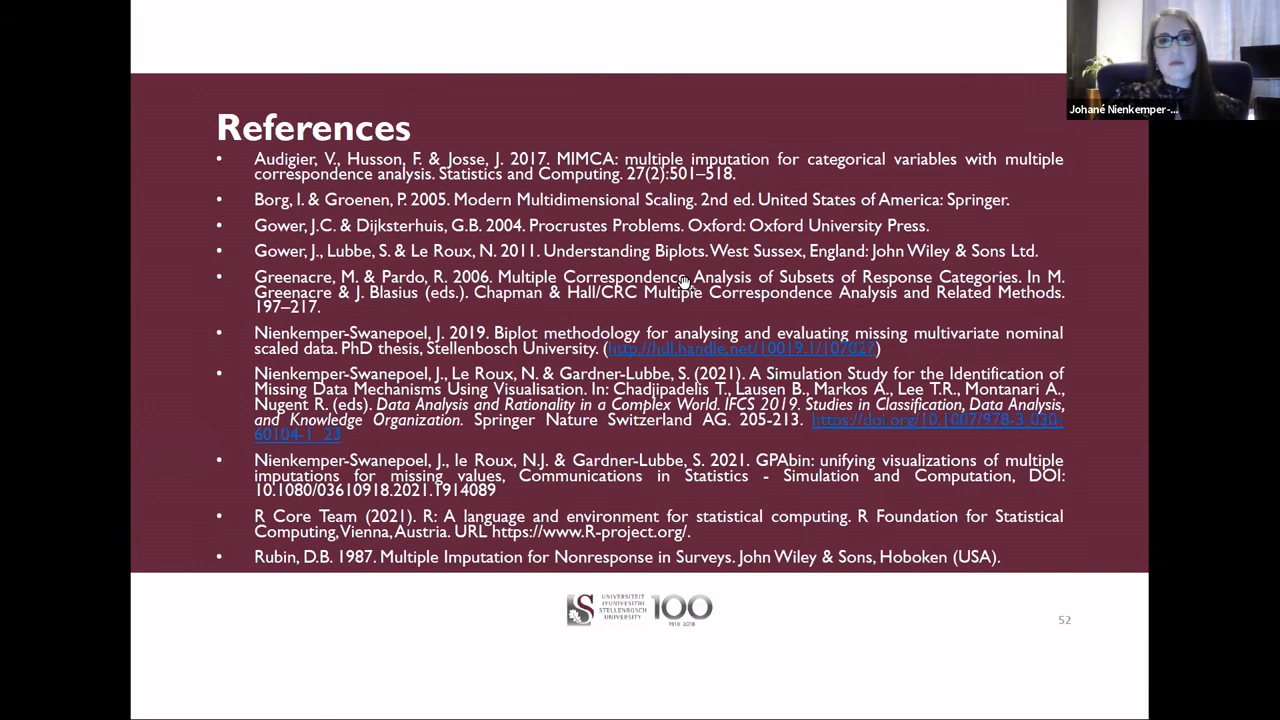 Johané Nienkemper-...
References
• Audigier, V., Husson, F. & Josse, J. 2017. MIMCA: multiple imputation for categorical variables with multiple
correspondence analysis. Statistics and Computing. 27(2):501–518.
• Borg, I. & Groenen, P. 2005. Modern Multidimensional Scaling. 2nd ed. United States of America: Springer.
• Gower, J.C. & Dijksterhuis, G.B. 2004. Procrustes Problems. Oxford: Oxford University Press.
• Gower, J., Lubbe, S. & Le Roux, N. 2011. Understanding Biplots. West Sussex, England: John Wiley & Sons Ltd.
• Greenacre, M. & Pardo, R. 2006. Multiple Correspondence Analysis of Subsets of Response Categories. In M.
Greenacre & J. Blasius (eds.). Chapman & Hall/CRC Multiple Correspondence Analysis and Related Methods.
197–217.
• Nienkemper-Swanepoel, J. 2019. Biplot methodology for analysing and evaluating missing multivariate nominal
scaled data. PhD thesis, Stellenbosch University. (http://hdl.handle.net/10019.1/107027)
• Nienkemper-Swanepoel, J., Le Roux, N. & Gardner-Lubbe, S. (2021). A Simulation Study for the Identification of
Missing Data Mechanisms Using Visualisation. In: Chadjipadelis T., Lausen B., Markos A., Lee T.R., Montanari A.,
Nugent R. (eds). Data Analysis and Rationality in a Complex World. IFCS 2019. Studies in Classification, Data Analysis,
and Knowledge Organization. Springer Nature Switzerland AG. 205-213. https://doi.org/10.1007/978-3-030-
60104-1_23
• Nienkemper-Swanepoel, J., le Roux, N.J. & Gardner-Lubbe, S. 2021. GPAbin: unifying visualizations of multiple
imputations for missing values, Communications in Statistics - Simulation and Computation, DOI:
10.1080/03610918.2021.1914089
• R Core Team (2021). R: A language and environment for statistical computing. R Foundation for Statistical
Computing, Vienna, Austria. URL https://www.R-project.org/.
• Rubin, D.B. 1987. Multiple Imputation for Nonresponse in Surveys. John Wiley & Sons, Hoboken (USA).
UNIVERSITEIT
iYUNIVESITHI
STELLENBOSCH
UNIVERSITY
100
1918·2018
52